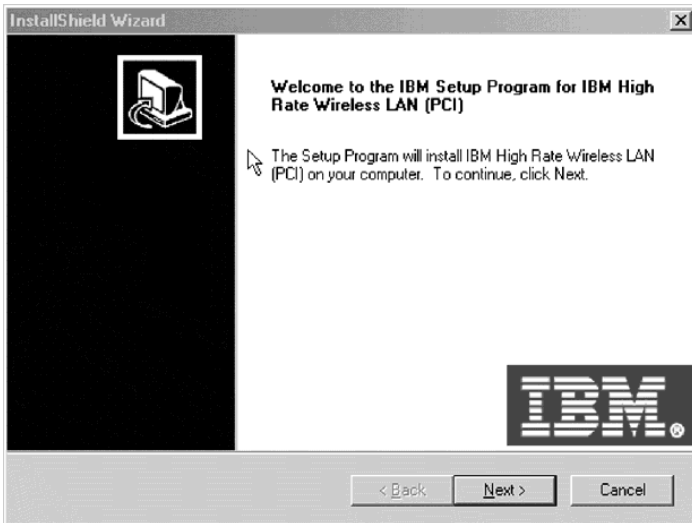 InstallShield Wizard
Welcome to the IBM Setup Program for IBM High
Rate Wireless LAN (PCI)
The Setup Program will install IBM High Rate Wireless LAN
(PCI) on your computer.  To continue, click Next.
IBM®
< Back
Next >
Cancel